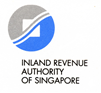 INLAND REVENUE
AUTHORITY
OF SINGAPORE